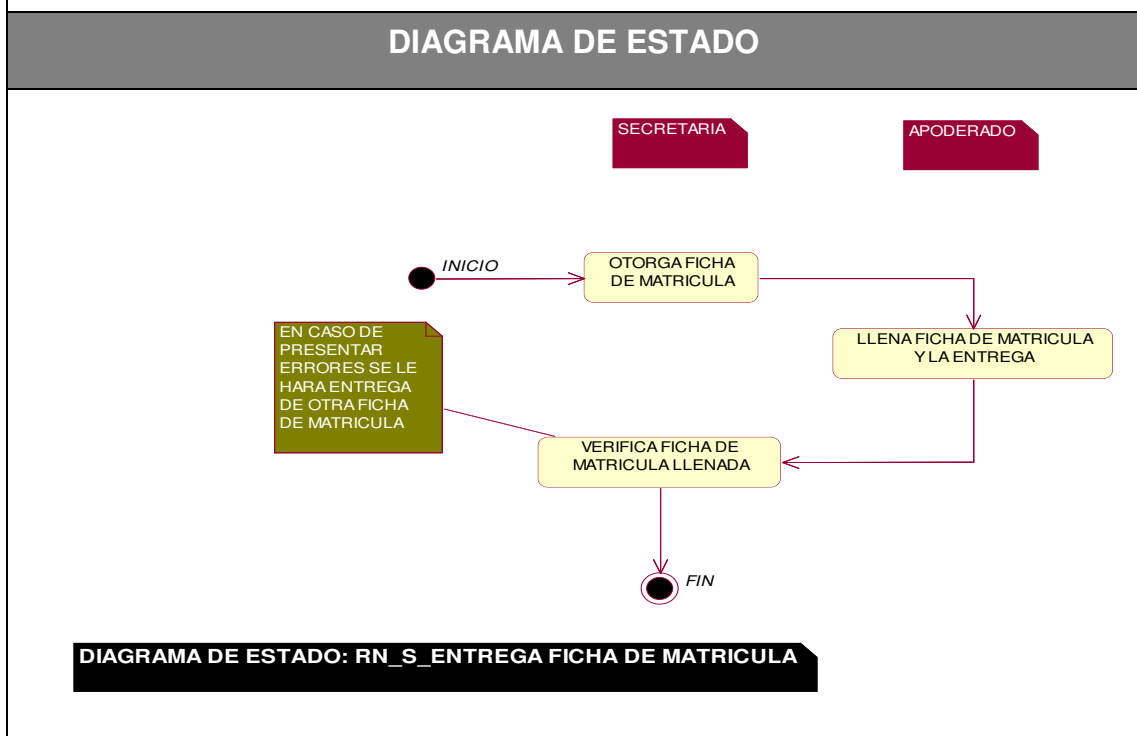 DIAGRAMA DE ESTADO
SECRETARIA
APODERADO
INICIO
OTORGA FICHA
DE MATRICULA
EN CASO DE
PRESENTAR
ERRORES SE LE
HARA ENTREGA
DE OTRA FICHA
DE MATRICULA
LLENA FICHA DE MATRICULA
Y LA ENTREGA
VERIFICA FICHA DE
MATRICULA LLENADA
FIN
DIAGRAMA DE ESTADO: RN_S_ENTREGA FICHA DE MATRICULA